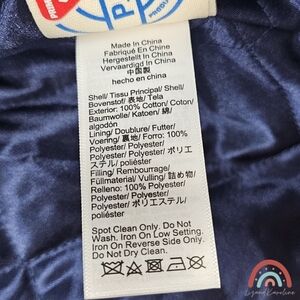 Made In China
Fabriqué En Chine
Hergestellt In China
Vervaardigd In China
中国製
hecho en china
Shell/ Tissu Principal/ Shell/
Bovenstof/ 表地/ Tela
Exterior: 100% Cotton/ Coton/
Baumwolle/ Katoen/ 綿/
algodón
Lining/ Doublure/ Futter/
Voering/ 裏地/ Forro: 100%
Polyester/ Polyester/
Polyester/ Polyester/ ポリエ
ステル/ poliéster
Filling/ Rembourrage/
Füllmaterial/ Vulling/ 詰め物/
Relleno: 100% Polyester/
Polyester/ Polyester/
Polyester/ ポリエステル/
poliéster
Spot Clean Only. Do Not
Wash. Iron On Low Setting.
Iron On Reverse Side Only.
Do Not Dry Clean.